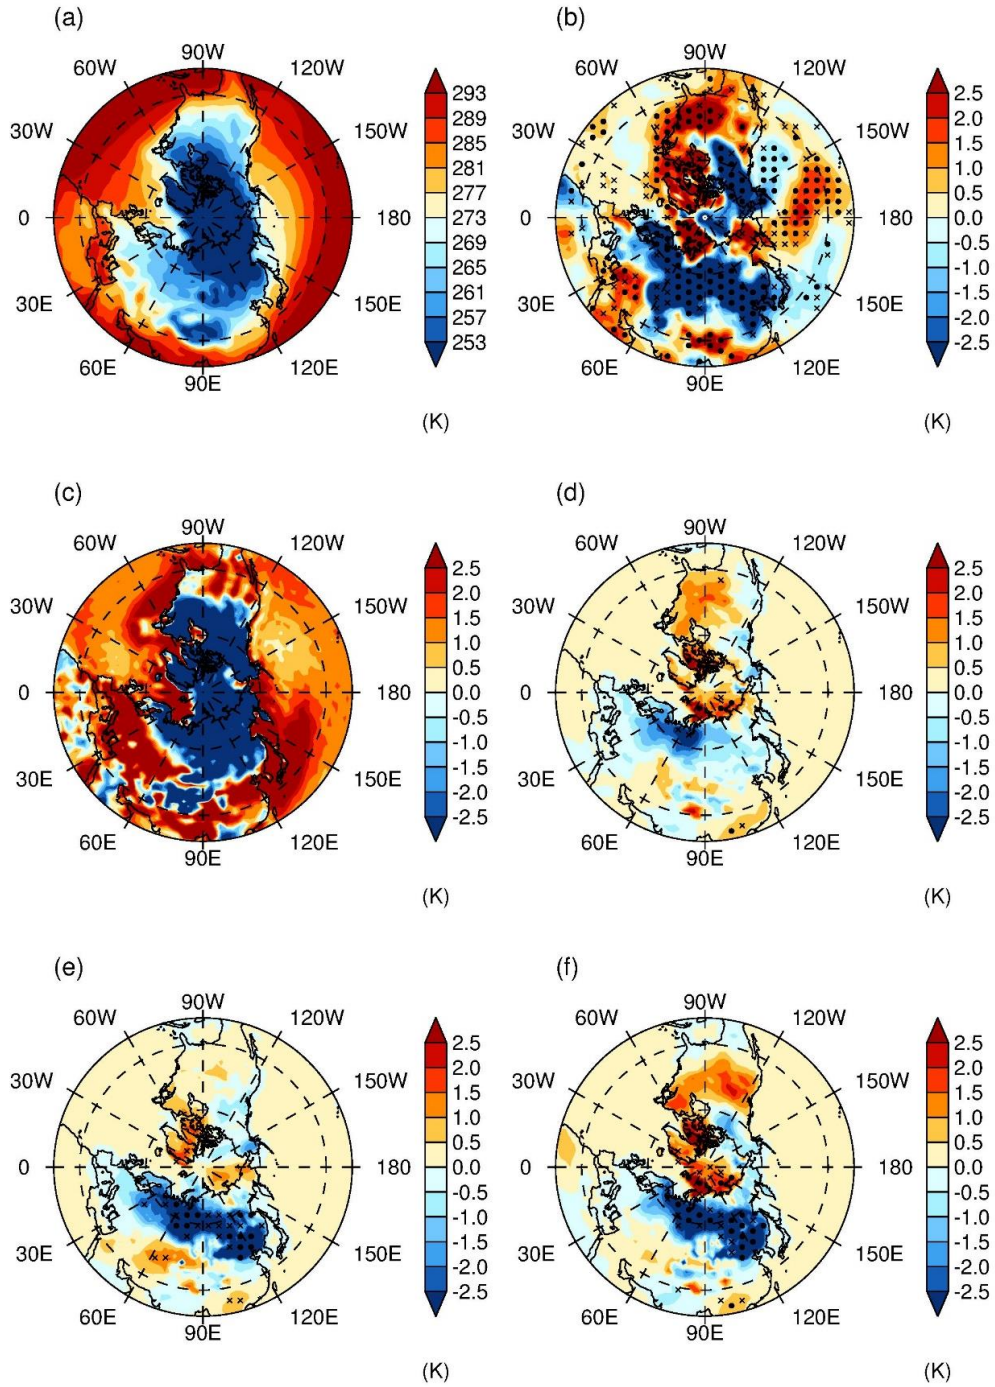 (a)
90W
60W 120W
30W 150W
0 180
30E 150E
60E 120E
90E
293
289
285
281
277
273
269
265
261
257
253
(K)
(b)
90W
60W 120W
30W 150W
0 180
30E 150E
60E 120E
90E
2.5
2.0
1.5
1.0
0.5
0.0
-0.5
-1.0
-1.5
-2.0
-2.5
(K)
(c)
90W
60W 120W
30W 150W
0 180
30E 150E
60E 120E
90E
2.5
2.0
1.5
1.0
0.5
0.0
-0.5
-1.0
-1.5
-2.0
-2.5
(K)
(d)
90W
60W 120W
30W 150W
0 180
30E 150E
60E 120E
90E
2.5
2.0
1.5
1.0
0.5
0.0
-0.5
-1.0
-1.5
-2.0
-2.5
(K)
(e)
90W
60W 120W
30W 150W
0 180
30E 150E
60E 120E
90E
2.5
2.0
1.5
1.0
0.5
0.0
-0.5
-1.0
-1.5
-2.0
-2.5
(K)
(f)
90W
60W 120W
30W 150W
0 180
30E 150E
60E 120E
90E
2.5
2.0
1.5
1.0
0.5
0.0
-0.5
-1.0
-1.5
-2.0
-2.5
(K)